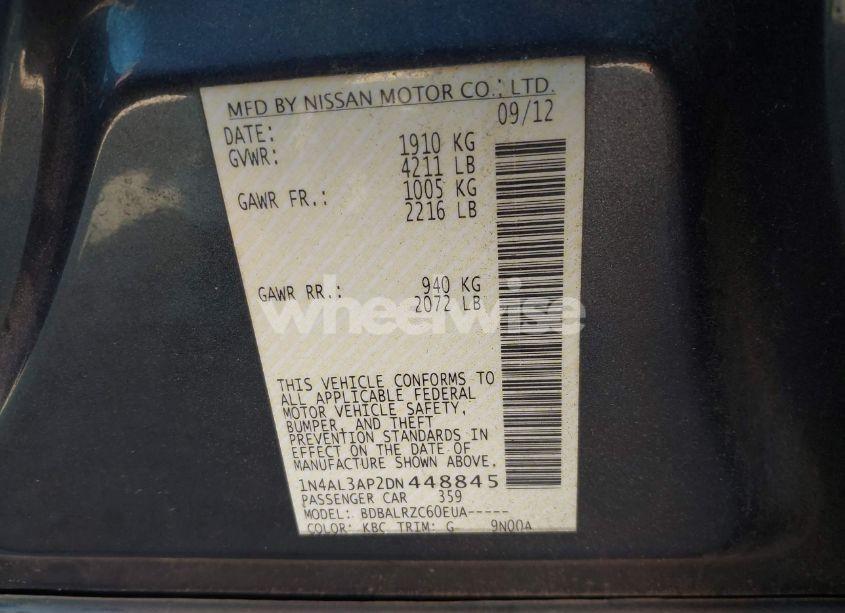 MFD BY NISSAN MOTOR CO., LTD.
DATE: 09/12
GVWR: 1910 KG
4211 LB
GAWR FR.: 1005 KG
2216 LB
GAWR RR.: 940 KG
2072 LB
wheelwise
THIS VEHICLE CONFORMS TO
ALL APPLICABLE FEDERAL
MOTOR VEHICLE SAFETY,
BUMPER, AND THEFT
PREVENTION STANDARDS IN
EFFECT ON THE DATE OF
MANUFACTURE SHOWN ABOVE.
1N4AL3AP2DN448845
PASSENGER CAR 359
MODEL: BDBALRZC60EUA-----
COLOR: KBC TRIM: G 9N00A